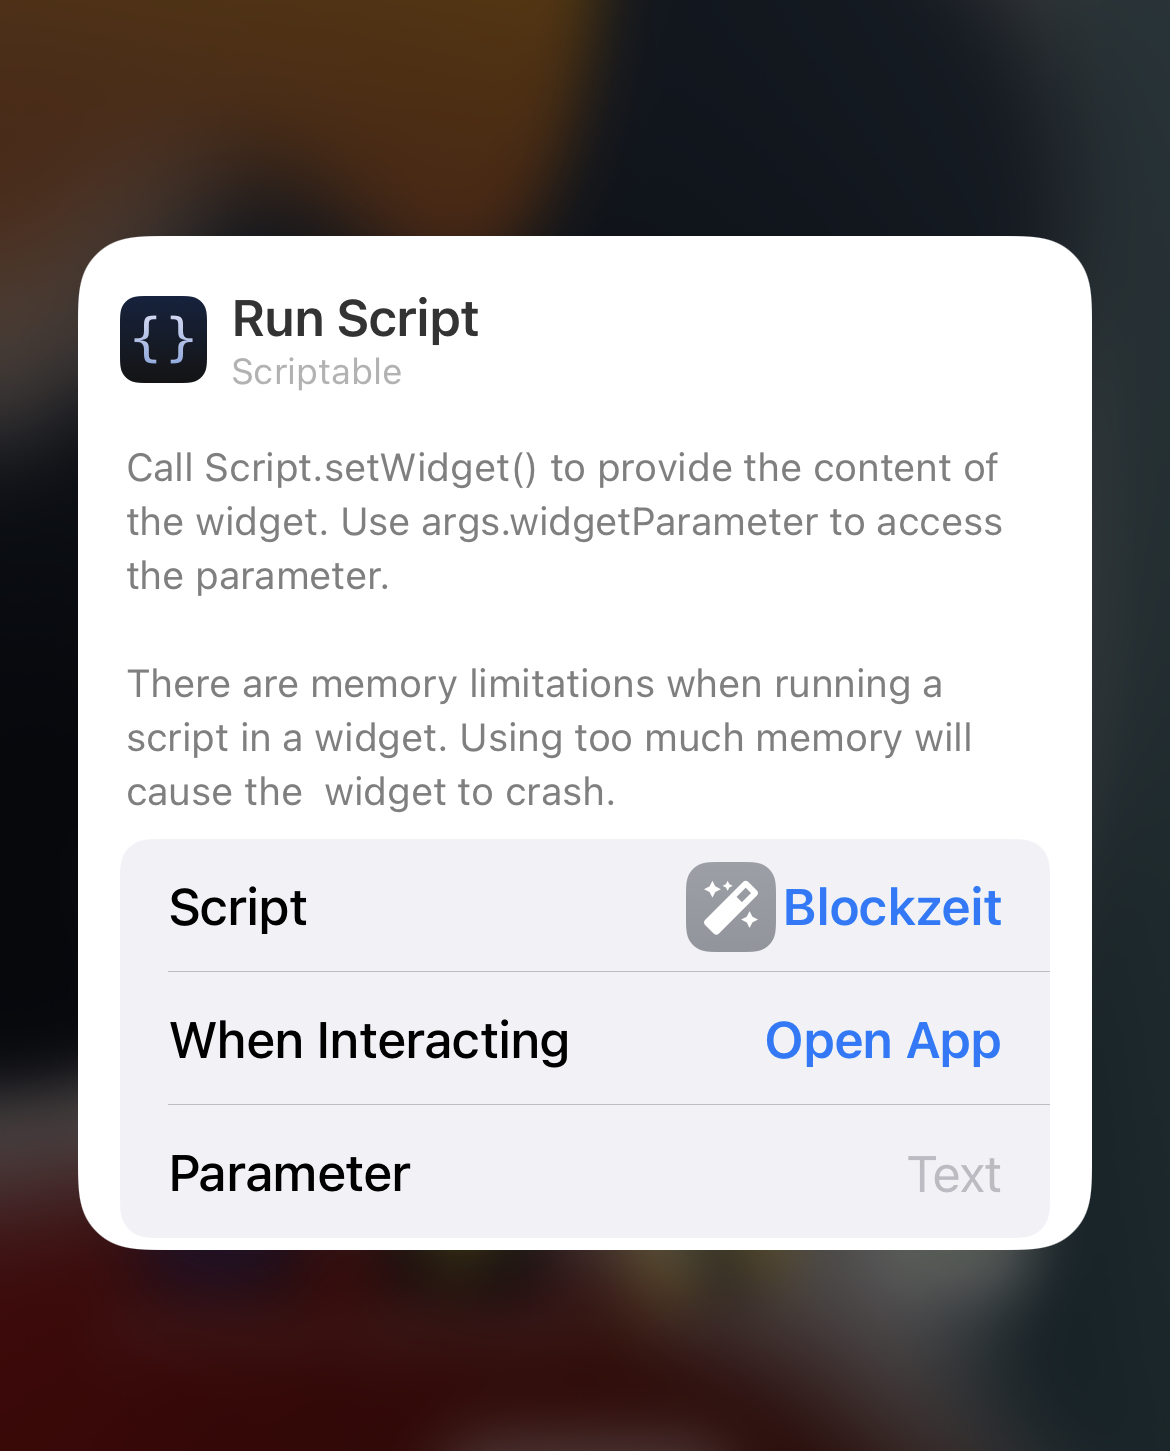 { }
Run Script
Scriptable
Call Script.setWidget() to provide the content of
the widget. Use args.widgetParameter to access
the parameter.
There are memory limitations when running a
script in a widget. Using too much memory will
cause the  widget to crash.
Script Blockzeit
When Interacting Open App
Parameter Text